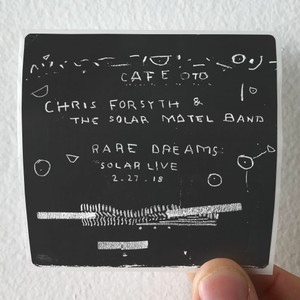 CAFE OTO
CHRIS FORSYTH &
THE SOLAR MOTEL BAND
RARE DREAMS:
SOLAR LIVE
2.27.18